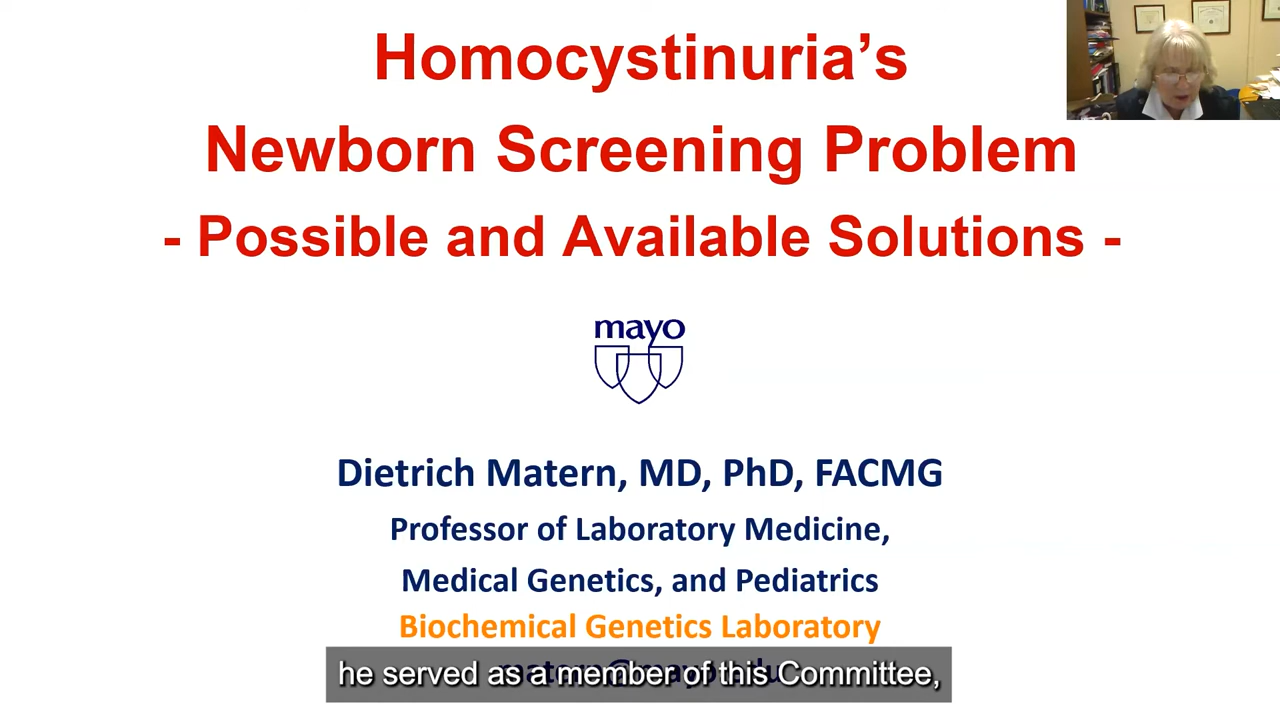 Homocystinuria's
Newborn Screening Problem
- Possible and Available Solutions -
mayo
Dietrich Matern, MD, PhD, FACMG
Professor of Laboratory Medicine,
Medical Genetics, and Pediatrics
Biochemical Genetics Laboratory
he served as a member of this Committee,